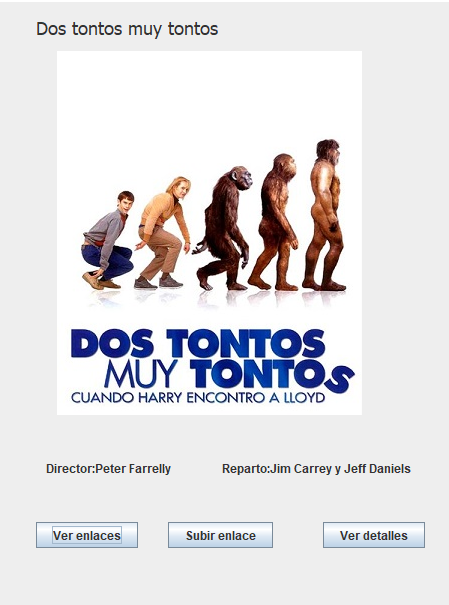 Dos tontos muy tontos
DOS TONTOS
MUY TONTOS
CUANDO HARRY ENCONTRO A LLOYD
Director:Peter Farrelly Reparto:Jim Carrey y Jeff Daniels
Ver enlaces Subir enlace Ver detalles